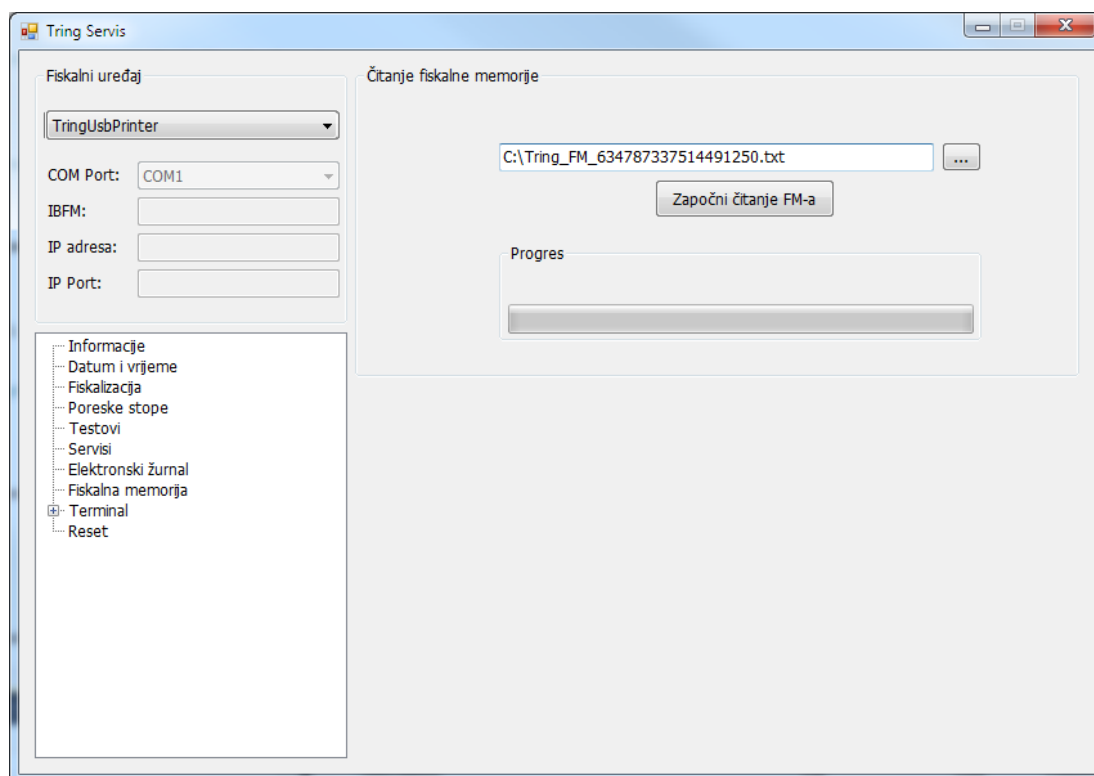 Tring Servis
Fiskalni uređaj
TringUsbPrinter
COM Port:
COM1
IBFM:
IP adresa:
IP Port:
Informacije
Datum i vrijeme
Fiskalizacija
Poreske stope
Testovi
Servisi
Elektronski žurnal
Fiskalna memorija
Terminal
Reset
Čitanje fiskalne memorije
C:\Tring_FM_634787337514491250.txt
...
Započni čitanje FM-a
Progres